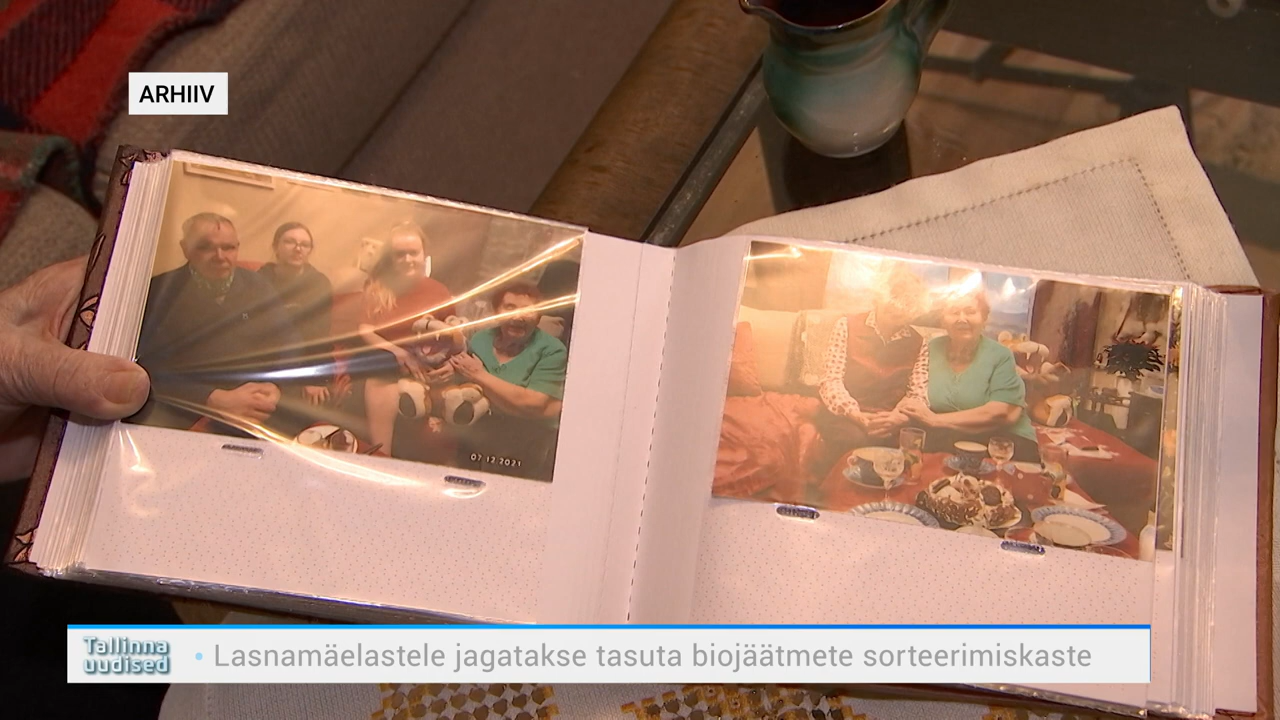 ARHIIV
07 12 2021
Tallinna
uudised
• Lasnamäelastele jagatakse tasuta biojäätmete sorteerimiskaste